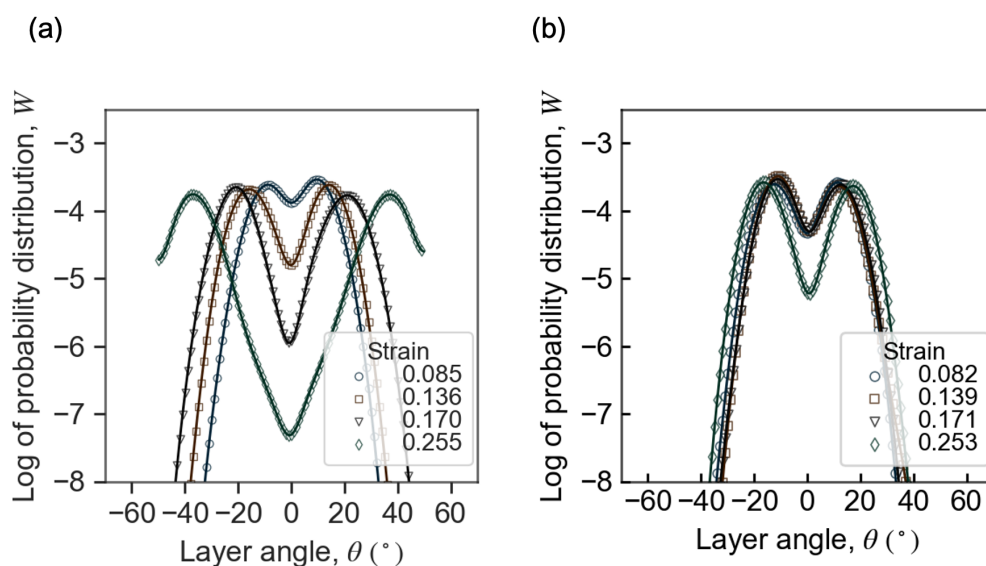 (a)
Log of probability distribution, W
−3
−4
−5
−6
−7
−8
−60 −40 −20 0 20 40 60
Layer angle, θ (°)
Strain
0.085
0.136
0.170
0.255
(b)
Log of probability distribution, W
−3
−4
−5
−6
−7
−8
−60 −40 −20 0 20 40 60
Layer angle, θ (°)
Strain
0.082
0.139
0.171
0.253